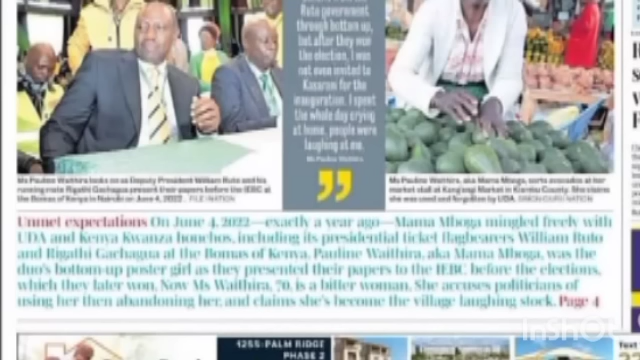 Ruto government
through bottom up,
but after they won
the election, I was
not even invited to
Kasarani for the
inauguration. I spent
the whole day crying
at home, people were
laughing at me.
Ms Pauline Waithira
Ms Pauline Waithira looks on as Deputy President William Ruto and his
running mate Rigathi Gachagua present their papers before the IEBC at
the Bomas of Kenya in Nairobi on June 4, 2022. FILE | NATION
Ms Pauline Waithira, aka Mama Mboga, sorts avocados at her
market stall at Kangangi Market in Kiambu County. She claims
she was used and forgotten by UDA. SIMON CIURI | NATION
Unmet expectations On June 4, 2022—exactly a year ago—Mama Mboga mingled freely with
UDA and Kenya Kwanza honchos, including its presidential ticket flagbearers William Ruto
and Rigathi Gachagua at the Bomas of Kenya. Pauline Waithira, aka Mama Mboga, was the
duo's bottom-up poster girl as they presented their papers to the IEBC before the elections,
which they later won. Now Ms Waithira, 70, is a bitter woman. She accuses politicians of
using her then abandoning her, and claims she's become the village laughing stock. Page 4
1255-PALM RIDGE
PHASE 2
Text
InShOt